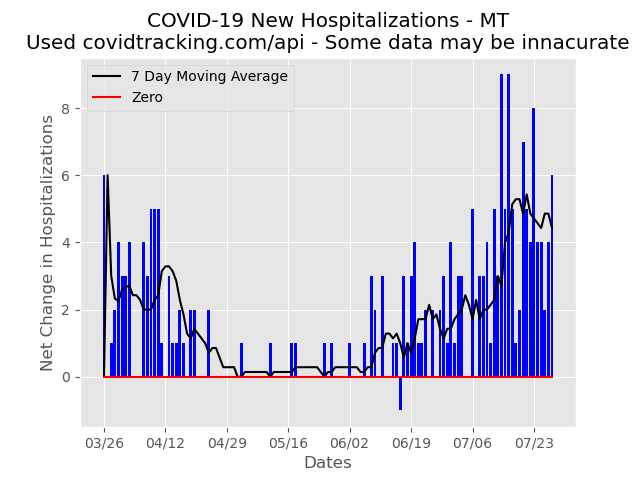 COVID-19 New Hospitalizations - MT
Used covidtracking.com/api - Some data may be innacurate
7 Day Moving Average
Zero
Net Change in Hospitalizations
8
6
4
2
0
03/26 04/12 04/29 05/16 06/02 06/19 07/06 07/23
Dates